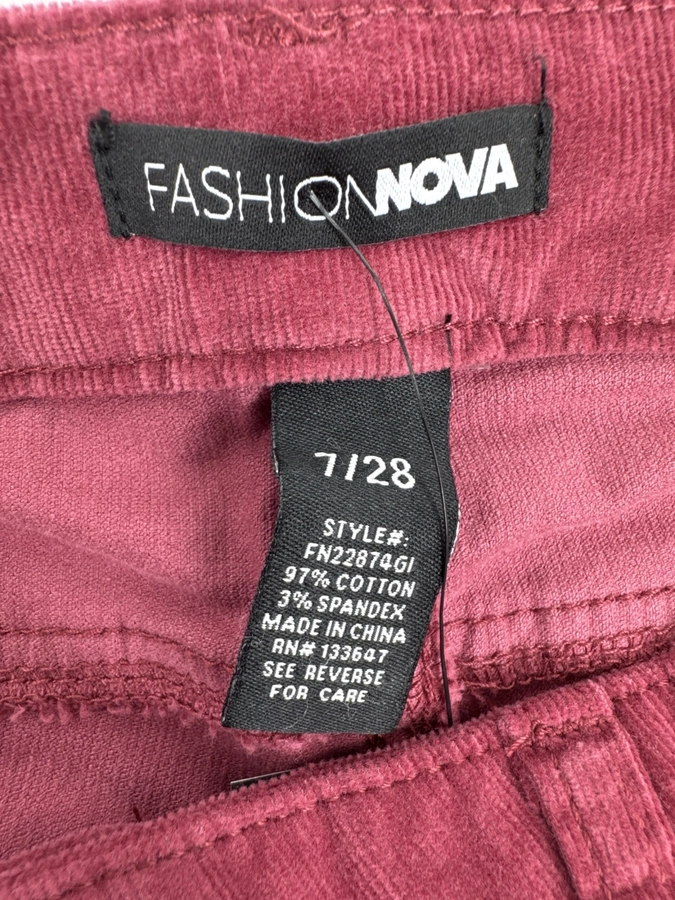 FASHIONNOVA
7/28
STYLE#:
FN22874GI
97% COTTON
3% SPANDEX
MADE IN CHINA
RN# 133647
SEE REVERSE
FOR CARE